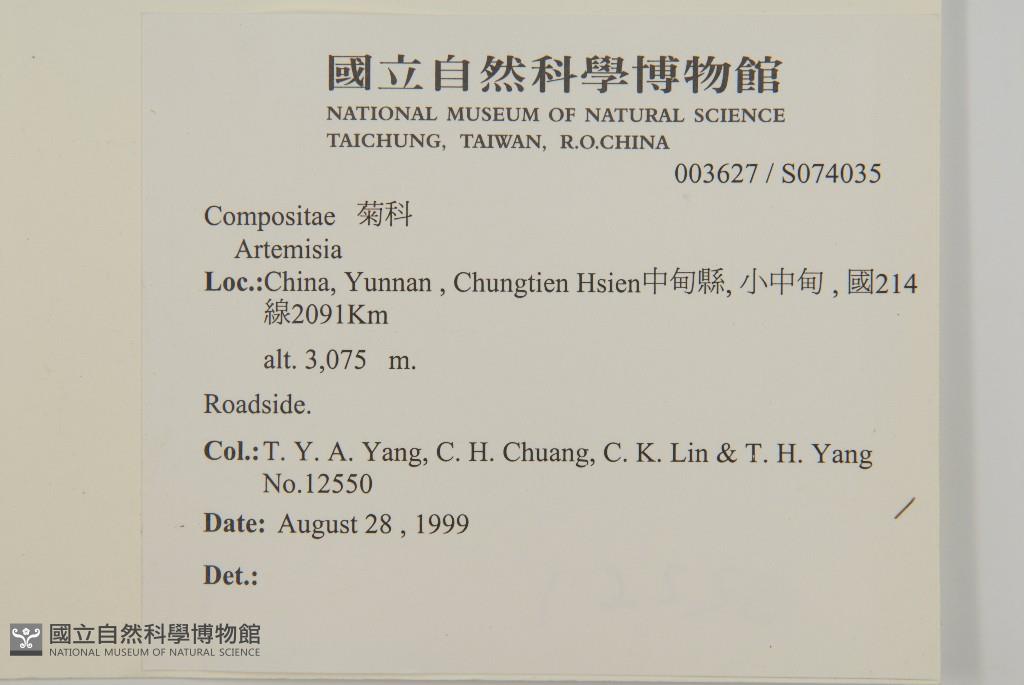 國立自然科學博物館
NATIONAL MUSEUM OF NATURAL SCIENCE
TAICHUNG, TAIWAN, R.O.CHINA
003627 / S074035
Compositae 菊科
Artemisia
Loc.:China, Yunnan , Chungtien Hsien中甸縣, 小中甸 , 國214
線2091Km
alt. 3,075 m.
Roadside.
Col.:T. Y. A. Yang, C. H. Chuang, C. K. Lin & T. H. Yang
No.12550
Date: August 28 , 1999
Det.:
國立自然科學博物館
NATIONAL MUSEUM OF NATURAL SCIENCE